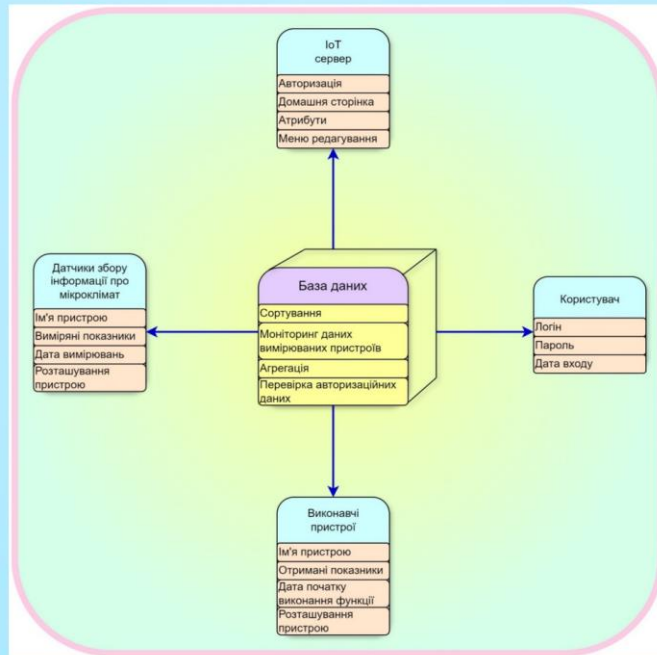 IoT
сервер
Авторизація
Домашня сторінка
Атрибути
Меню редагування
Датчики збору
інформації про
мікроклімат
Ім'я пристрою
Виміряні показники
Дата вимірювань
Розташування
пристрою
База даних
Сортування
Моніторинг даних
вимірюваних пристроїв
Агрегація
Перевірка авторизаційних
даних
Користувач
Логін
Пароль
Дата входу
Виконавчі
пристрої
Ім'я пристрою
Отримані показники
Дата початку
виконання функції
Розташування
пристрою